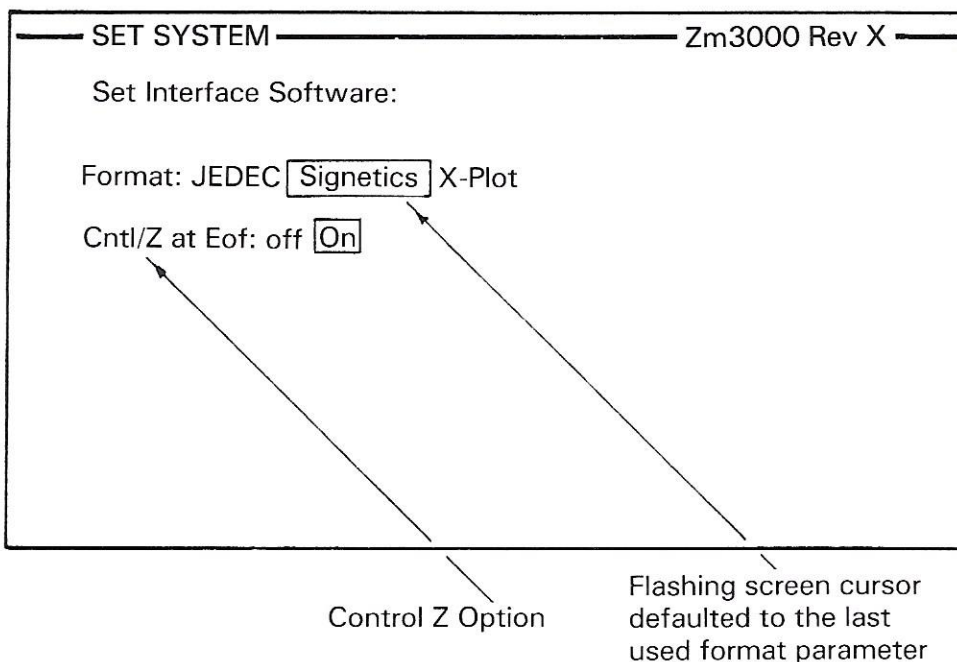 SET SYSTEM Zm3000 Rev X
Set Interface Software:
Format: JEDEC Signetics X-Plot
Cntl/Z at Eof: off On
Control Z Option
Flashing screen cursor
defaulted to the last
used format parameter